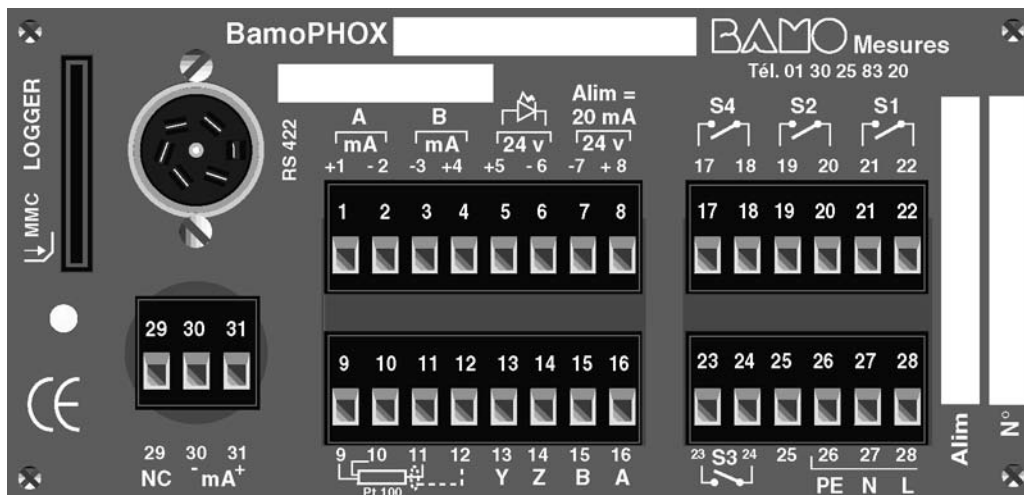 BamoPHOX
BAMO Mesures
Tél. 01 30 25 83 20
MMC LOGGER
RS 422
A B Alim =
20 mA
mA mA 24 v 24 v
+1 - 2 -3 +4 +5 - 6 -7 + 8
S4 S2 S1
17 18 19 20 21 22
1 2 3 4 5 6 7 8
17 18 19 20 21 22
29 30 31
9 10 11 12 13 14 15 16
23 24 25 26 27 28
CE
29 30 31
NC - mA+
9 10 11 12 13 14 15 16
Pt 100 Y Z B A
23 S3 24 25 26 27 28
PE N L
Alim
N°